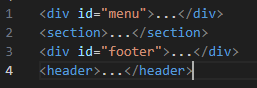 1 <div id="menu">...</div>
2 <section>...</section>
3 <div id="footer">...</div>
4 <header>...</header>